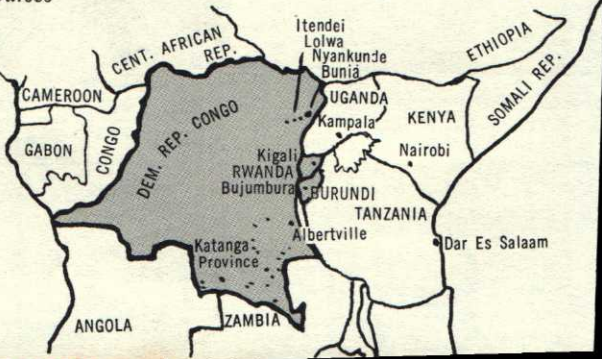 Itendei
Lolwa
Nyankunde
Bunia
ETHIOPIA
CENT. AFRICAN
REP.
SOMALI REP.
CAMEROON
UGANDA
KENYA
DEM. REP. CONGO
CONGO
Kampala
GABON
Kigali
Nairobi
RWANDA
Bujumbura
BURUNDI
TANZANIA
Albertville
Katanga
Province
Dar Es Salaam
ANGOLA
ZAMBIA